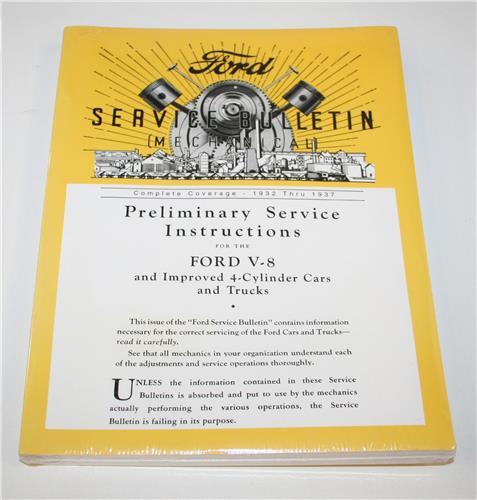 Ford
SERVICE BULLETIN
(MECHANICAL)
Complete Coverage - 1932 Thru 1937
Preliminary Service
Instructions
FOR THE
FORD V-8
and Improved 4-Cylinder Cars
and Trucks
•
This issue of the "Ford Service Bulletin" contains information
necessary for the correct servicing of the Ford Cars and Trucks—
read it carefully.
See that all mechanics in your organization understand each
of the adjustments and service operations thoroughly.
UNLESS the information contained in these Service
Bulletins is absorbed and put to use by the mechanics
actually performing the various operations, the Service
Bulletin is failing in its purpose.